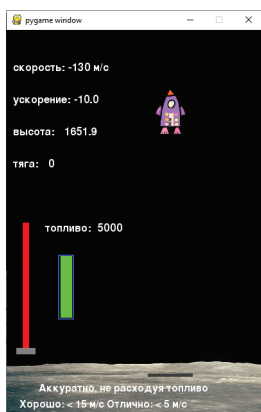 pygame window
скорость: -130 м/с
ускорение: -10.0
высота: 1651.9
тяга: 0
топливо: 5000
Аккуратно, не расходуя топливо
Хорошо: < 15 м/с Отлично: < 5 м/с